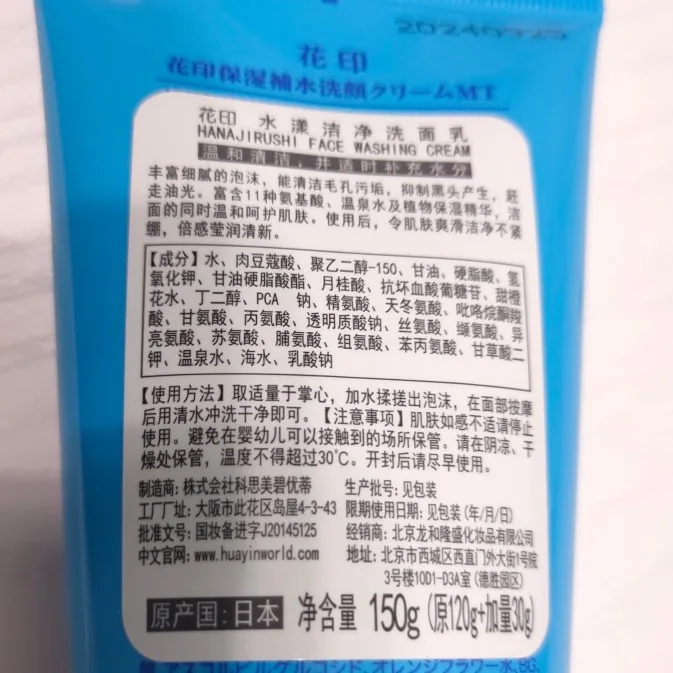 花印
花印保湿補水洗顔クリームMT
花印 水漾洁净洗面乳
HANAJIRUSHI FACE WASHING CREAM
温和清洁，并适时补充水分
丰富细腻的泡沫，能清洁毛孔污垢，抑制黑头产生，赶
走油光。富含11种氨基酸、温泉水及植物保湿精华，洁
面的同时温和呵护肌肤。使用后，令肌肤爽滑洁净不紧
绷，倍感莹润清新。
【成分】水、肉豆蔻酸、聚乙二醇-150、甘油、硬脂酸、氢
氧化钾、甘油硬脂酸酯、月桂酸、抗坏血酸葡糖苷、甜橙
花水、丁二醇、PCA 钠、精氨酸、天冬氨酸、吡咯烷酮羧
酸、甘氨酸、丙氨酸、透明质酸钠、丝氨酸、缬氨酸、异
亮氨酸、苏氨酸、脯氨酸、组氨酸、苯丙氨酸、甘草酸二
钾、温泉水、海水、乳酸钠
【使用方法】取适量于掌心，加水揉搓出泡沫，在面部按摩
后用清水冲洗干净即可。【注意事项】肌肤如感不适请停止
使用。避免在婴幼儿可以接触到的场所保管。请在阴凉、干
燥处保管，温度不得超过30℃。开封后请尽早使用。
制造商：株式会社科思美碧优蒂 生产批号：见包装
工厂厂址：大阪市此花区岛屋4-3-43 限期使用日期：见包装(年/月/日)
批准文号：国妆备进字J20145125 经销商：北京龙和隆盛化妆品有限公司
中文官网：www.huayinworld.com 地址：北京市西城区西直门外大街1号院
3号楼10D1-D3A室(德胜园区)
原产国：日本 净含量 150g(原120g+加量30g)
アスコルビルグルコシド、オレンジフラワー水、BG、